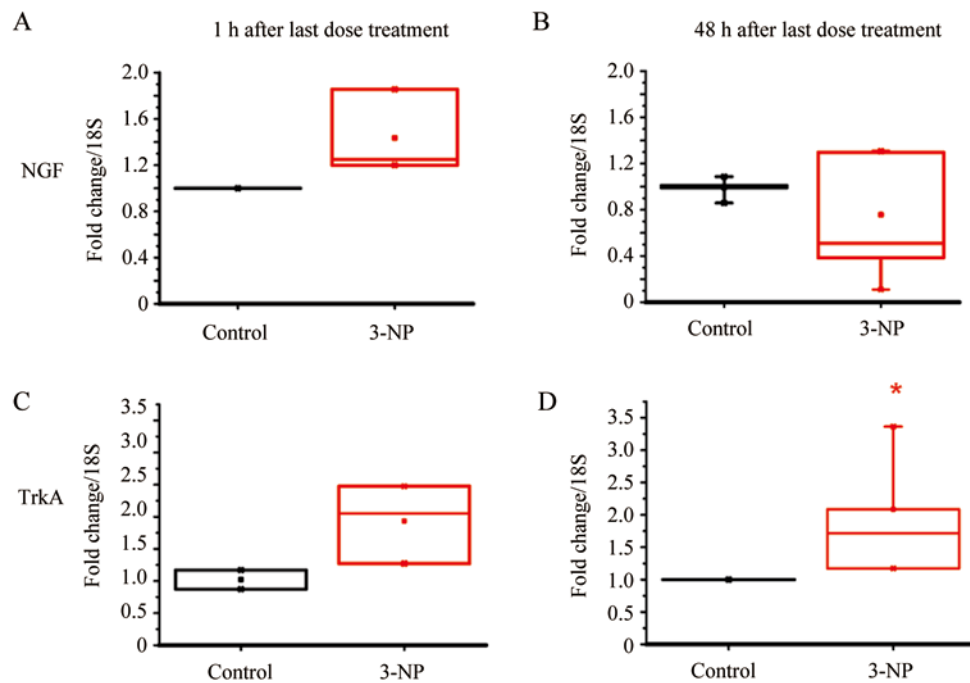 A
1 h after last dose treatment
B
48 h after last dose treatment
NGF
Fold change/18S
2.0
1.6
1.2
0.8
0.4
0
Control
3-NP
Fold change/18S
2.0
1.6
1.2
0.8
0.4
0
Control
3-NP
C
TrkA
Fold change/18S
3.5
3.0
2.5
2.0
1.5
1.0
0.5
0
Control
3-NP
D
*
Fold change/18S
3.5
3.0
2.5
2.0
1.5
1.0
0.5
0
Control
3-NP